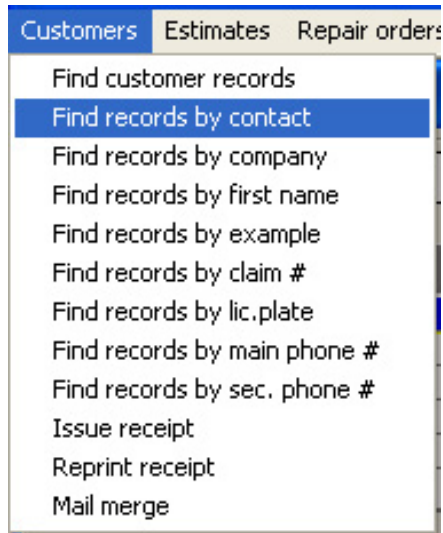 Customers Estimates Repair orders
Find customer records
Find records by contact
Find records by company
Find records by first name
Find records by example
Find records by claim #
Find records by lic.plate
Find records by main phone #
Find records by sec. phone #
Issue receipt
Reprint receipt
Mail merge